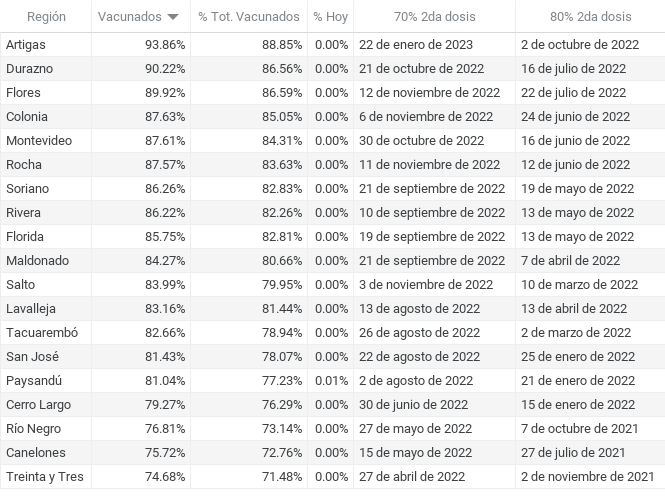 Región Vacunados % Tot. Vacunados % Hoy 70% 2da dosis 80% 2da dosis
Artigas 93.86% 88.85% 0.00% 22 de enero de 2023 2 de octubre de 2022
Durazno 90.22% 86.56% 0.00% 21 de octubre de 2022 16 de julio de 2022
Flores 89.92% 86.59% 0.00% 12 de noviembre de 2022 22 de julio de 2022
Colonia 87.63% 85.05% 0.00% 6 de noviembre de 2022 24 de junio de 2022
Montevideo 87.61% 84.31% 0.00% 30 de octubre de 2022 16 de junio de 2022
Rocha 87.57% 83.63% 0.00% 11 de noviembre de 2022 12 de junio de 2022
Soriano 86.26% 82.83% 0.00% 21 de septiembre de 2022 19 de mayo de 2022
Rivera 86.22% 82.26% 0.00% 10 de septiembre de 2022 13 de mayo de 2022
Florida 85.75% 82.81% 0.00% 19 de septiembre de 2022 13 de mayo de 2022
Maldonado 84.27% 80.66% 0.00% 21 de septiembre de 2022 7 de abril de 2022
Salto 83.99% 79.95% 0.00% 3 de noviembre de 2022 10 de marzo de 2022
Lavalleja 83.16% 81.44% 0.00% 13 de agosto de 2022 13 de abril de 2022
Tacuarembó 82.66% 78.94% 0.00% 26 de agosto de 2022 2 de marzo de 2022
San José 81.43% 78.07% 0.00% 22 de agosto de 2022 25 de enero de 2022
Paysandú 81.04% 77.23% 0.01% 2 de agosto de 2022 21 de enero de 2022
Cerro Largo 79.27% 76.29% 0.00% 30 de junio de 2022 15 de enero de 2022
Río Negro 76.81% 73.14% 0.00% 27 de mayo de 2022 7 de octubre de 2021
Canelones 75.72% 72.76% 0.00% 15 de mayo de 2022 27 de julio de 2021
Treinta y Tres 74.68% 71.48% 0.00% 27 de abril de 2022 2 de noviembre de 2021